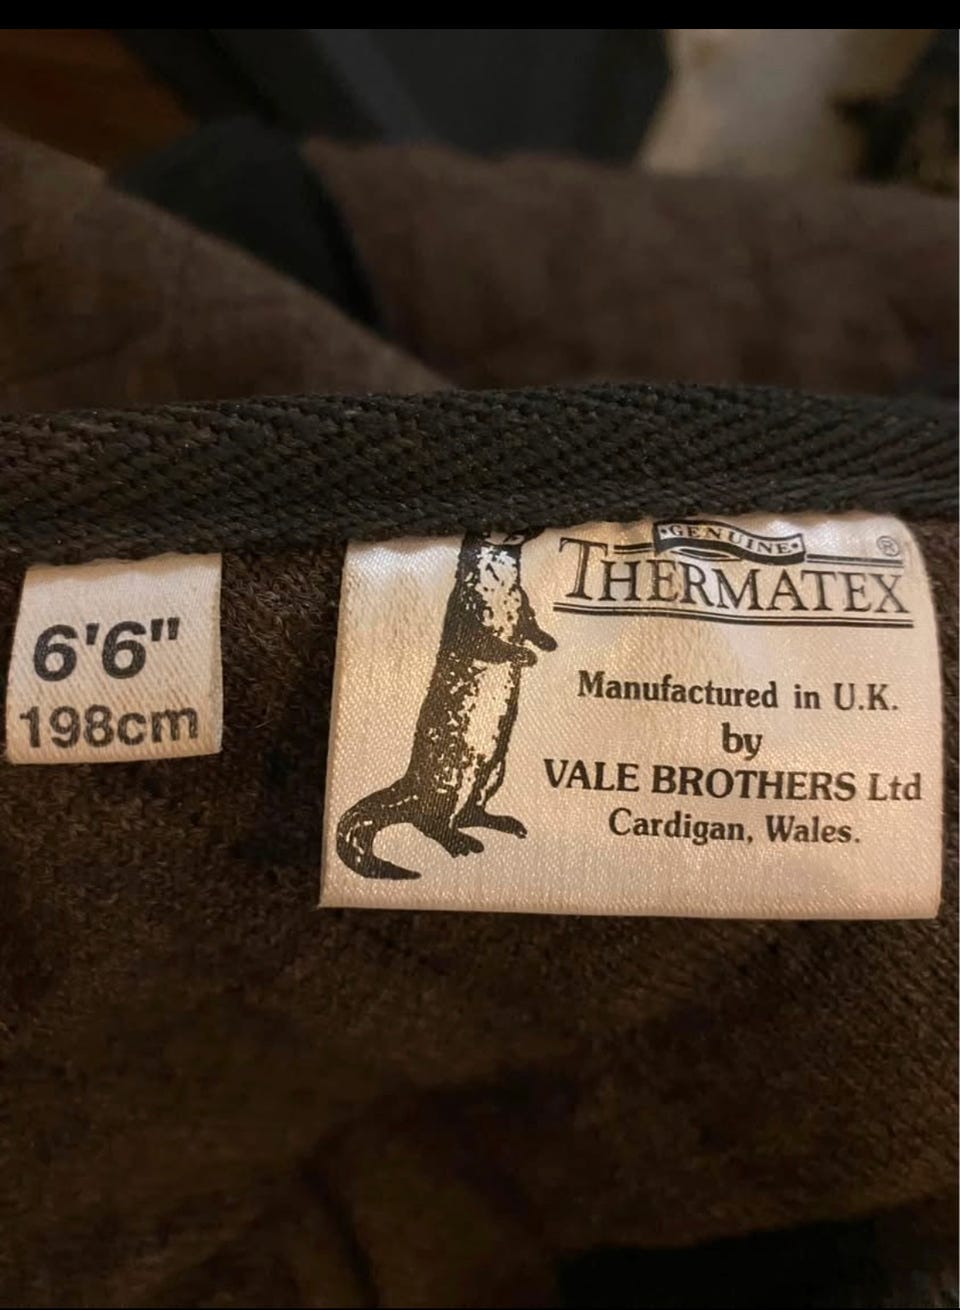 6'6"
198cm
GENUINE
THERMATEX®
Manufactured in U.K.
by
VALE BROTHERS Ltd
Cardigan, Wales.